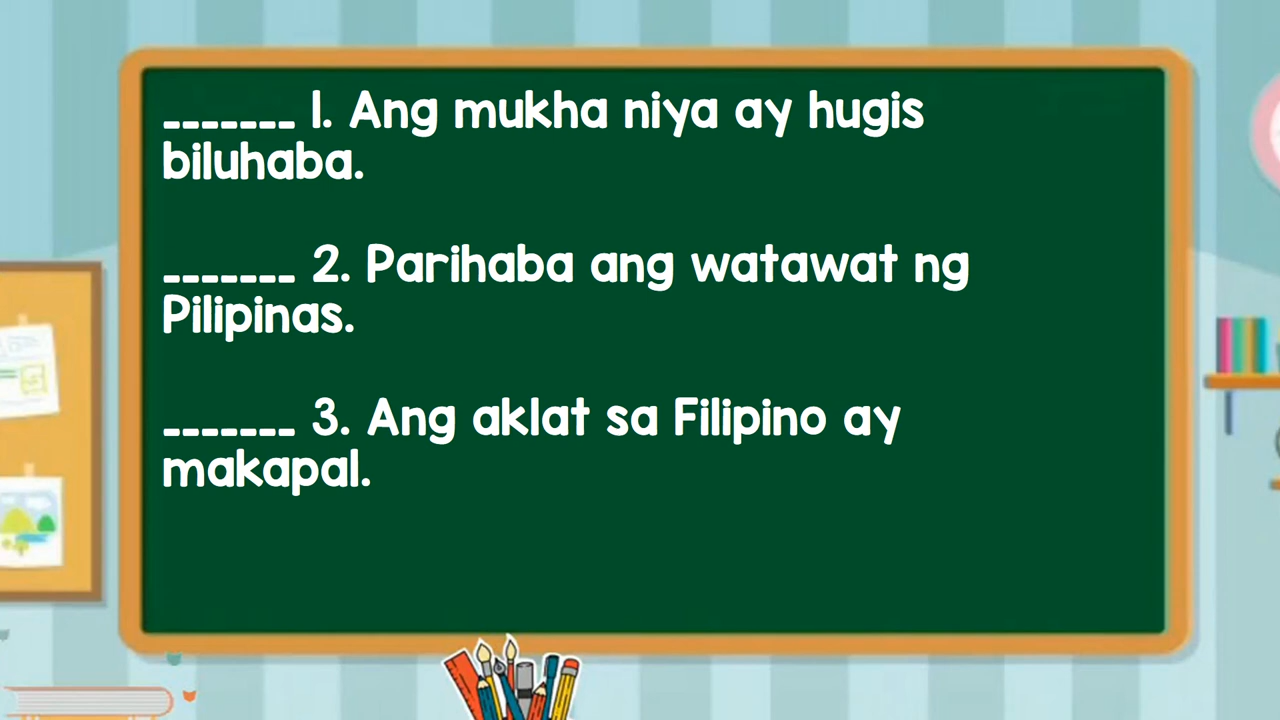 _______ 1. Ang mukha niya ay hugis
biluhaba.
_______ 2. Parihaba ang watawat ng
Pilipinas.
_______ 3. Ang aklat sa Filipino ay
makapal.